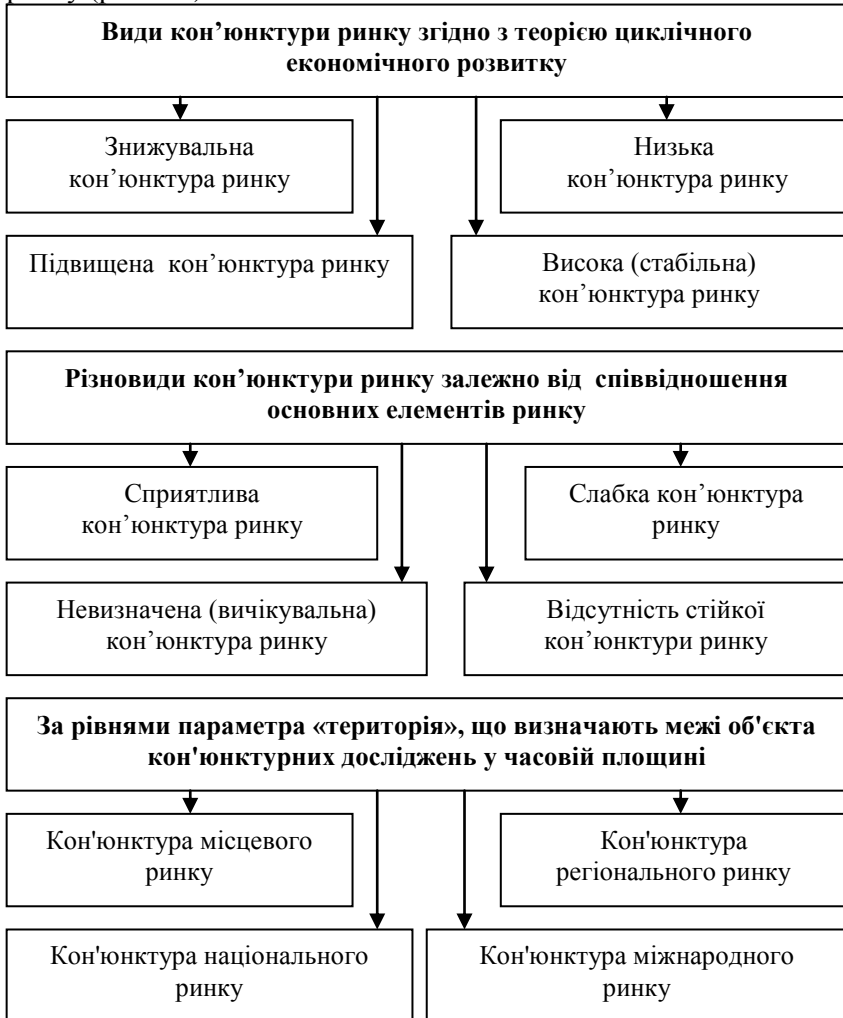 Види кон’юнктури ринку згідно з теорією циклічного
економічного розвитку
Знижувальна
кон’юнктура ринку
Низька
кон’юнктура ринку
Підвищена кон’юнктура ринку
Висока (стабільна)
кон’юнктура ринку
Різновиди кон’юнктури ринку залежно від співвідношення
основних елементів ринку
Сприятлива
кон’юнктура ринку
Слабка кон’юнктура
ринку
Невизначена (вичікувальна)
кон’юнктура ринку
Відсутність стійкої
кон’юнктури ринку
За рівнями параметра «територія», що визначають межі об'єкта
кон'юнктурних досліджень у часовій площині
Кон'юнктура місцевого
ринку
Кон'юнктура
регіонального ринку
Кон'юнктура національного
ринку
Кон'юнктура міжнародного
ринку